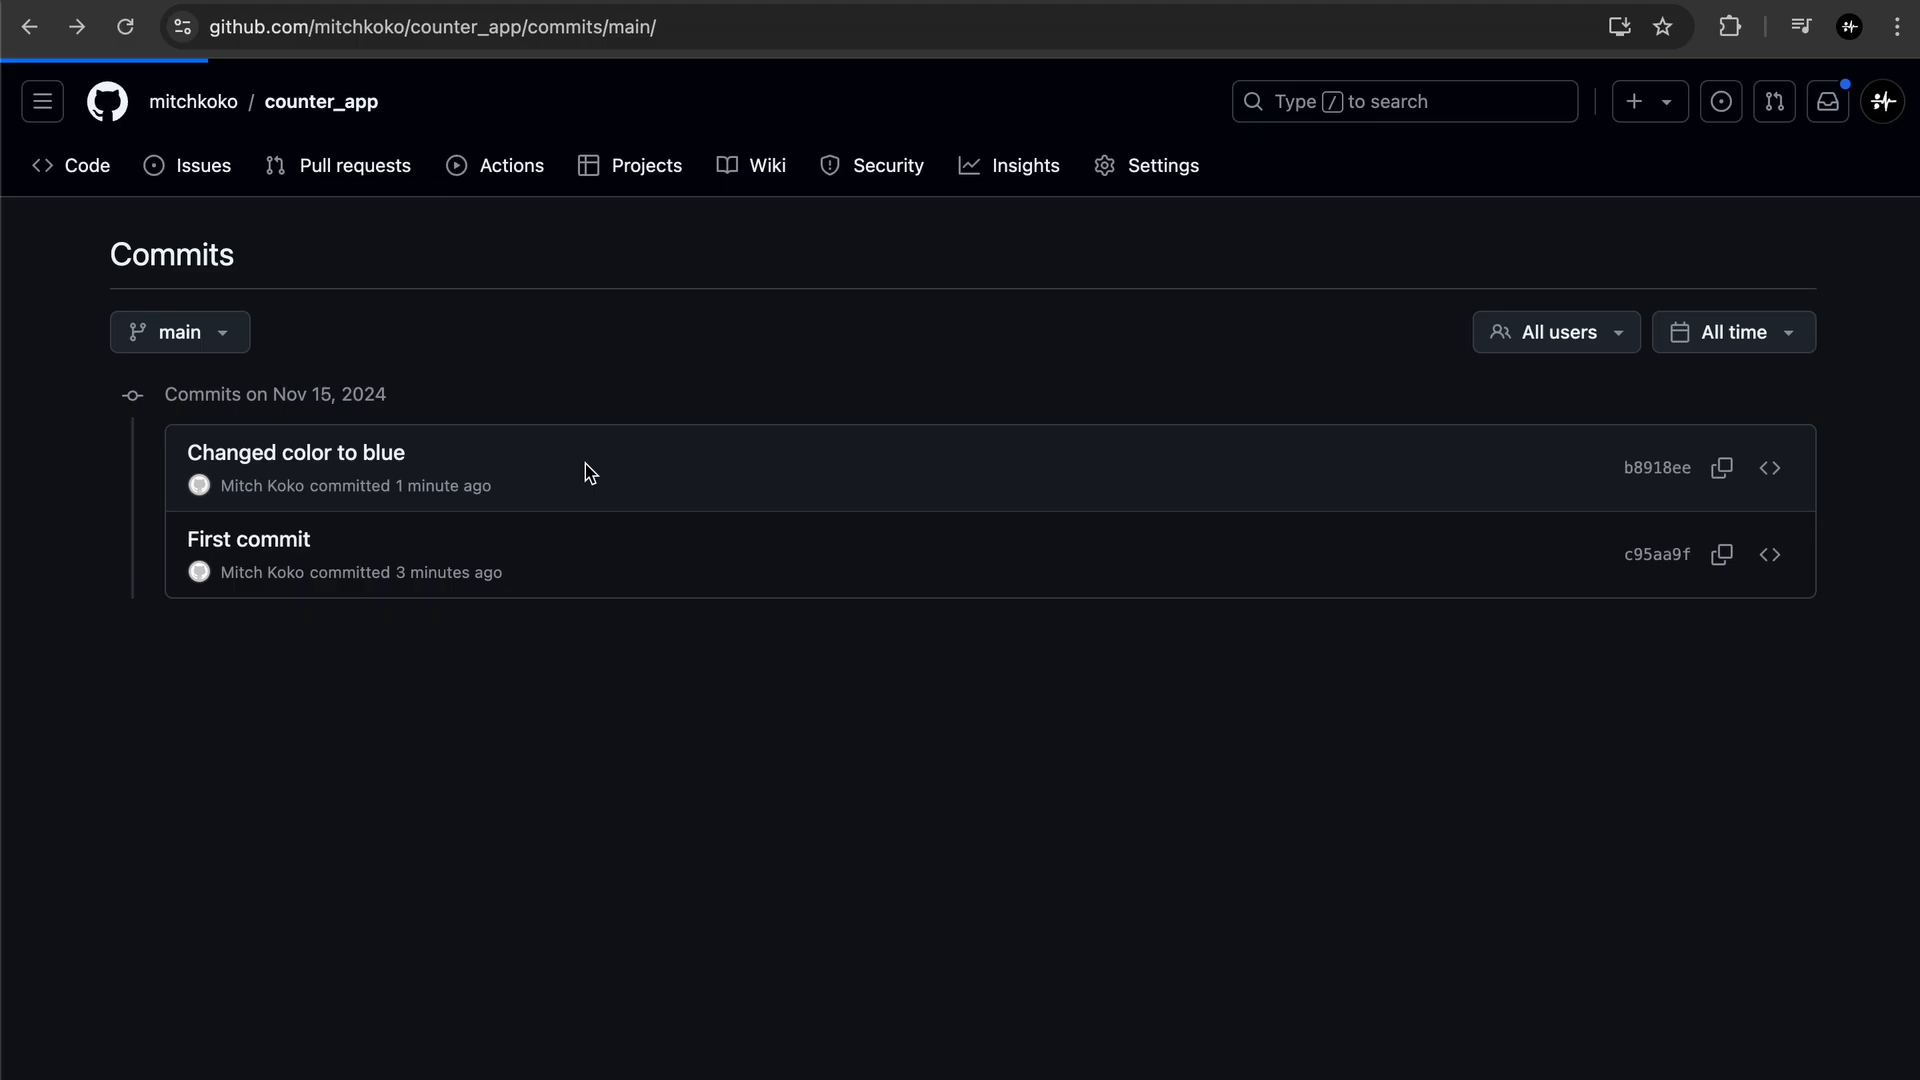 github.com/mitchkoko/counter_app/commits/main/
mitchkoko / counter_app
Type / to search
Code Issues Pull requests Actions Projects Wiki Security Insights Settings
Commits
main All users All time
Commits on Nov 15, 2024
Changed color to blue
Mitch Koko committed 1 minute ago
b8918ee
First commit
Mitch Koko committed 3 minutes ago
c95aa9f